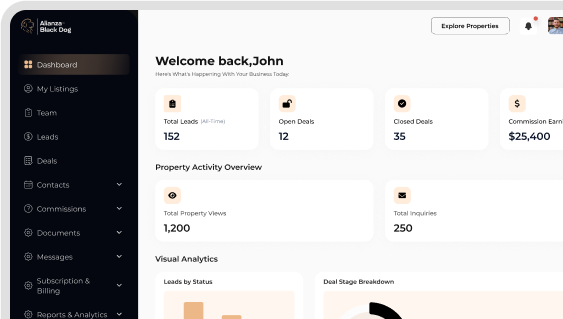 Alianza
Black Dog
Explore Properties
Dashboard
My Listings
Team
Leads
Deals
Contacts
Commissions
Documents
Messages
Subscription &
Billing
Reports & Analytics
Welcome back,John
Here's What's Happening With Your Business Today.
Total Leads (All-Time)
152
Open Deals
12
Closed Deals
35
Commission Earn
$25,400
Property Activity Overview
Total Property Views
1,200
Total Inquiries
250
Visual Analytics
Leads by Status
Deal Stage Breakdown